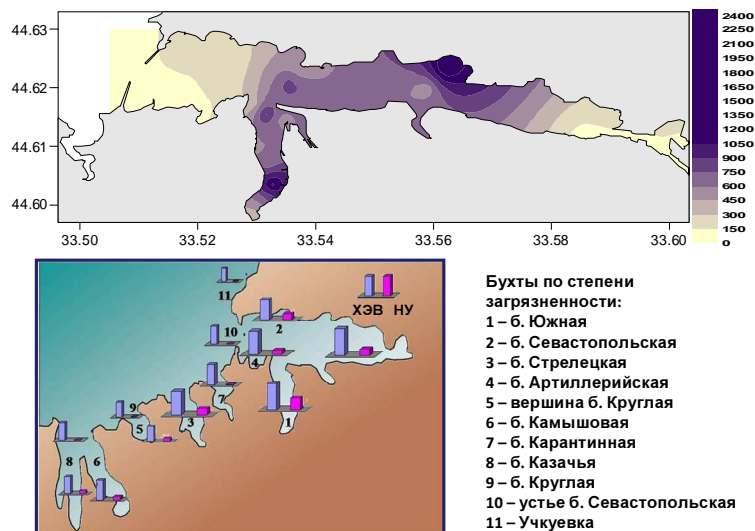 44.63
44.62
44.61
44.60
33.50 33.52 33.54 33.56 33.58 33.60
2400
2250
2100
1950
1800
1650
1500
1350
1200
1050
900
750
600
450
300
150
0
ХЭВ НУ
11
10
2
4
7
9
5
3
1
8
6
Бухты по степени
загрязненности:
1 – б. Южная
2 – б. Севастопольская
3 – б. Стрелецкая
4 – б. Артиллерийская
5 – вершина б. Круглая
6 – б. Камышовая
7 – б. Карантинная
8 – б. Казачья
9 – б. Круглая
10 – устье б. Севастопольская
11 – Учкуевка